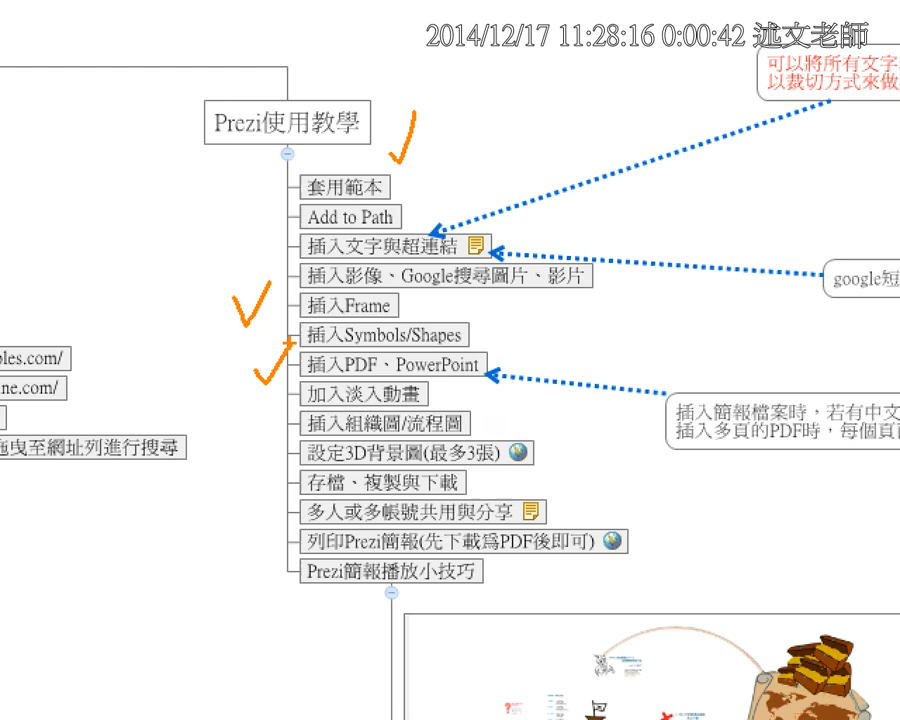 2014/12/17 11:28:16 0:00:42 述文老師
可以將所有文字
以裁切方式來做
Prezi使用教學
套用範本
Add to Path
插入文字與超連結
插入影像、Google搜尋圖片、影片
google短
插入Frame
插入Symbols/Shapes
ples.com/
插入PDF、PowerPoint
ne.com/
加入淡入動畫
插入簡報檔案時，若有中文
插入多頁的PDF時，每個頁面
插入組織圖/流程圖
拖曳至網址列進行搜尋
設定3D背景圖(最多3張)
存檔、複製與下載
多人或多帳號共用與分享
列印Prezi簡報(先下載為PDF後即可)
Prezi簡報播放小技巧